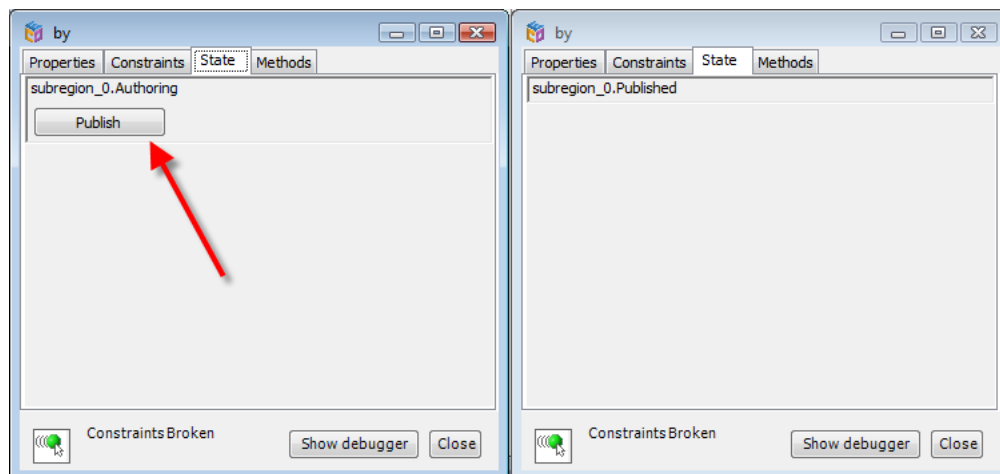 by
Properties Constraints State Methods
subregion_0.Authoring
Publish
Constraints Broken
Show debugger Close
by
Properties Constraints State Methods
subregion_0.Published
Constraints Broken
Show debugger Close